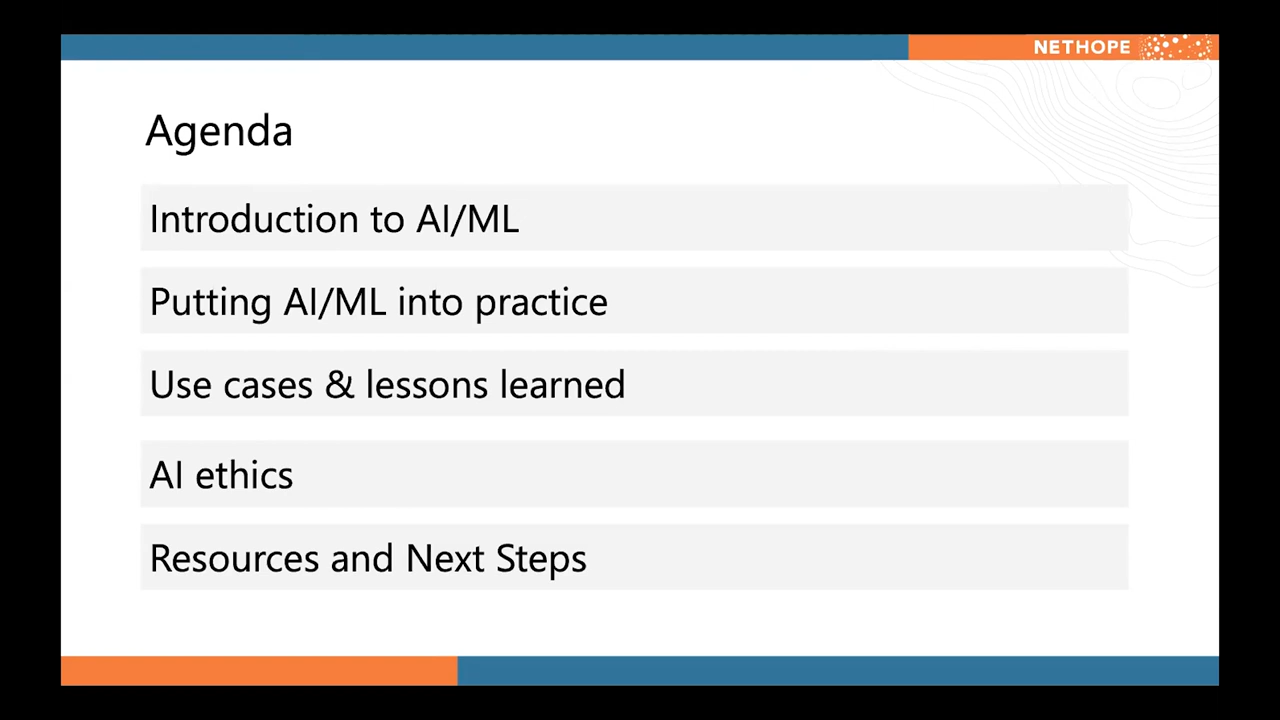 NETHOPE
Agenda
Introduction to AI/ML
Putting AI/ML into practice
Use cases & lessons learned
AI ethics
Resources and Next Steps